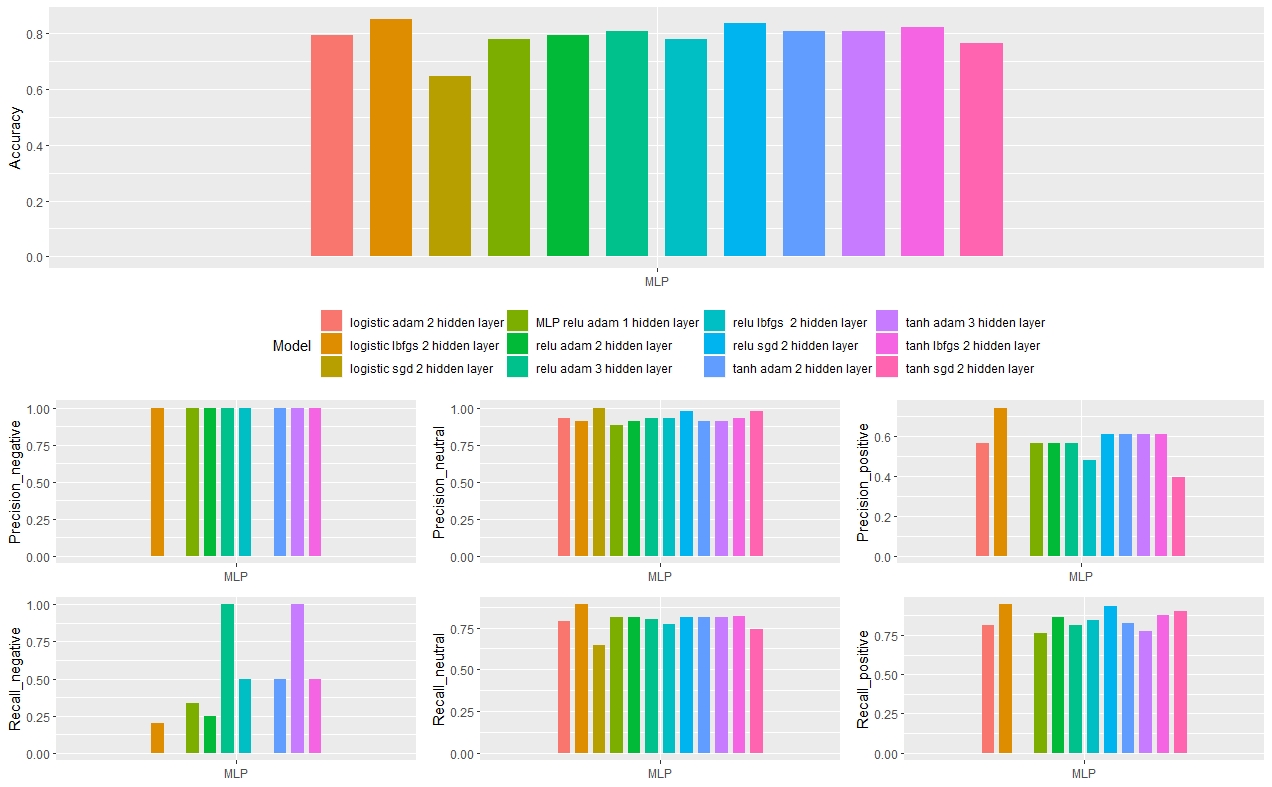 Accuracy
0.8
0.6
0.4
0.2
0.0
MLP
Model
logistic adam 2 hidden layer
MLP relu adam 1 hidden layer
relu lbfgs  2 hidden layer
tanh adam 3 hidden layer
logistic lbfgs 2 hidden layer
relu adam 2 hidden layer
relu sgd 2 hidden layer
tanh lbfgs 2 hidden layer
logistic sgd 2 hidden layer
relu adam 3 hidden layer
tanh adam 2 hidden layer
tanh sgd 2 hidden layer
Precision_negative
1.00
0.75
0.50
0.25
0.00
MLP
Precision_neutral
1.00
0.75
0.50
0.25
0.00
MLP
Precision_positive
0.6
0.4
0.2
0.0
MLP
Recall_negative
1.00
0.75
0.50
0.25
0.00
MLP
Recall_neutral
0.75
0.50
0.25
0.00
MLP
Recall_positive
0.75
0.50
0.25
0.00
MLP